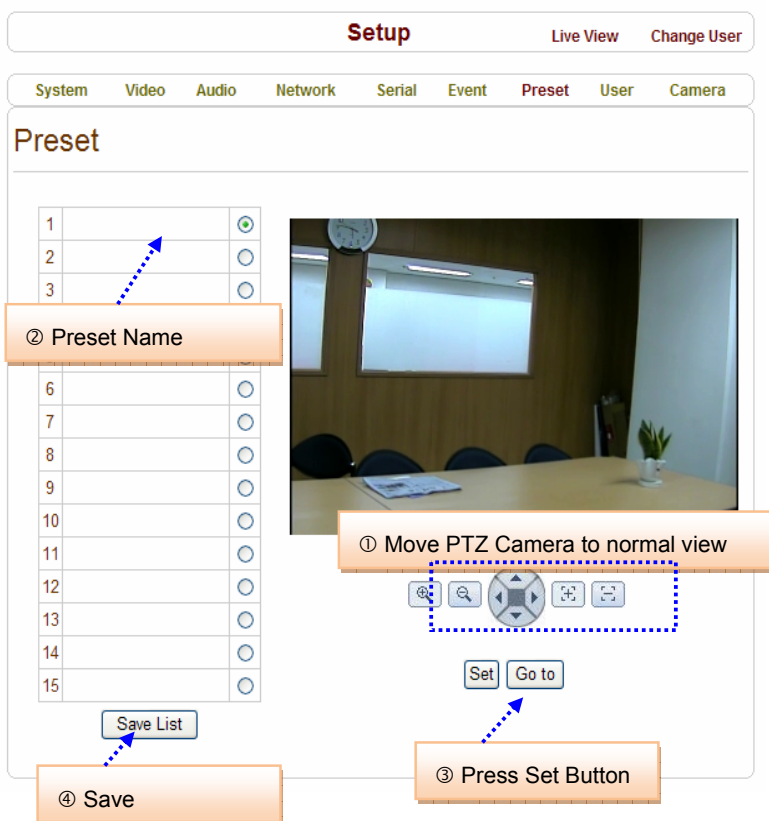 Setup
Live View Change User
System Video Audio Network Serial Event Preset User Camera
Preset
1
2
3
② Preset Name
6
7
8
9
10
11
12
13
14
15
Save List
① Move PTZ Camera to normal view
Set Go to
③ Press Set Button
④ Save